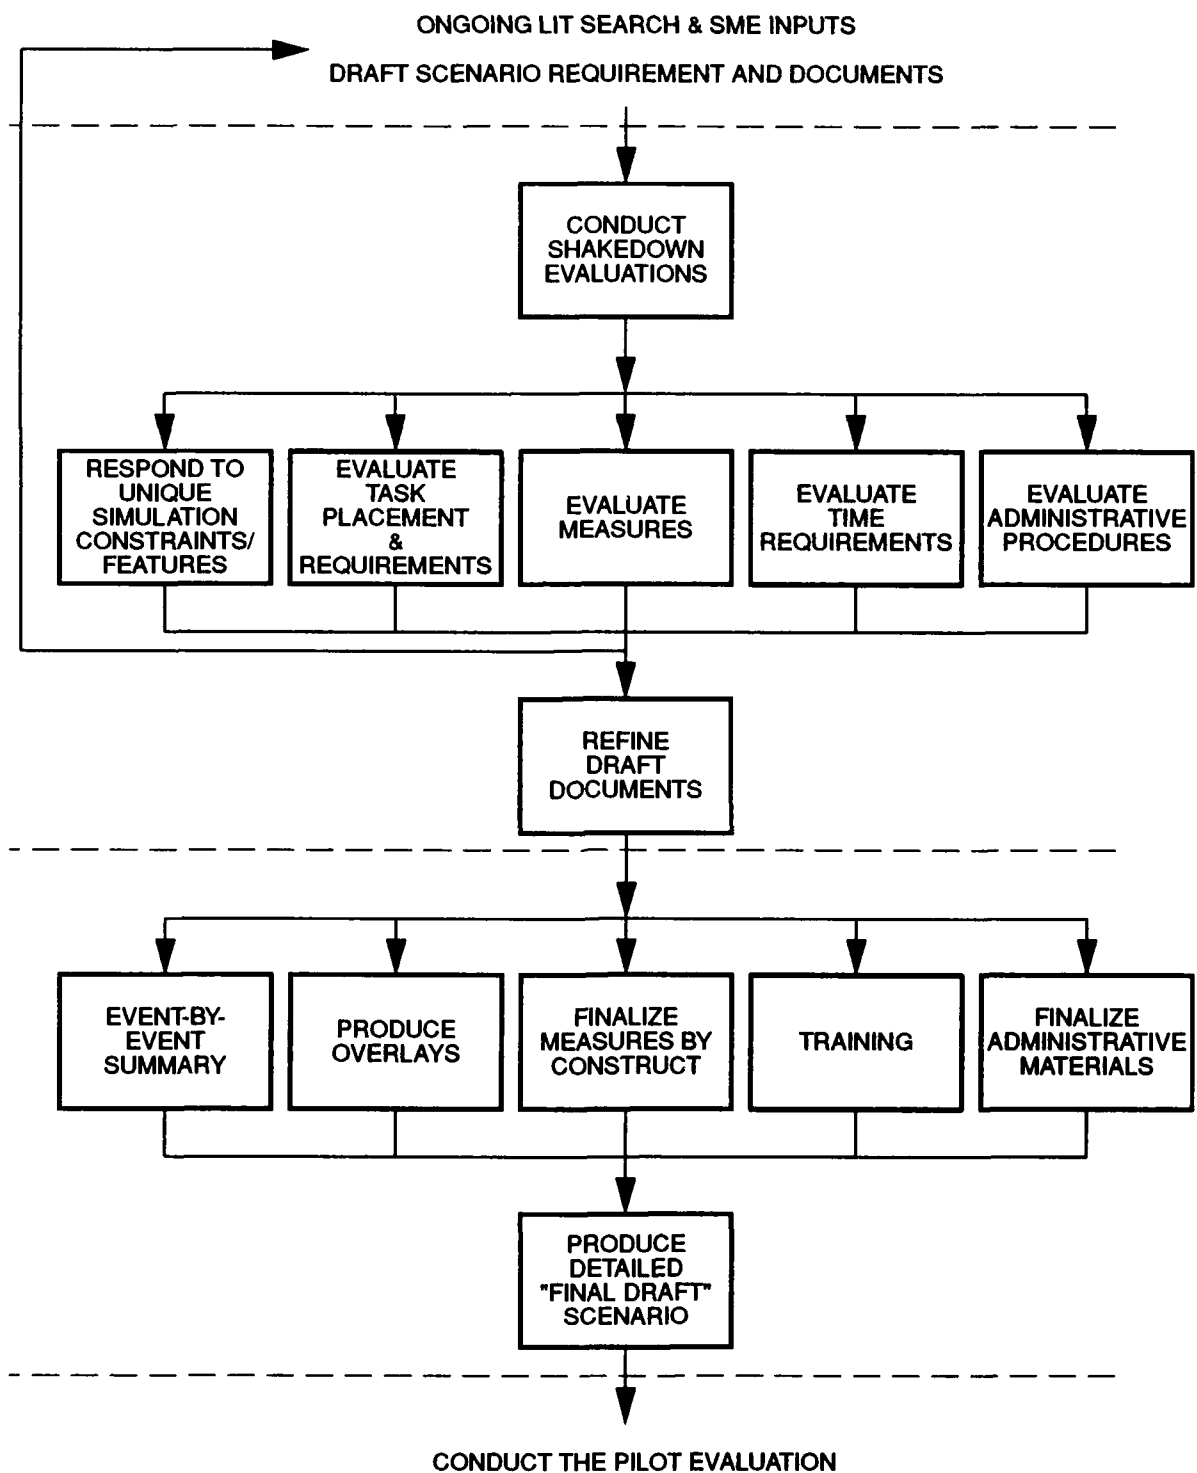 ONGOING LIT SEARCH & SME INPUTS
DRAFT SCENARIO REQUIREMENT AND DOCUMENTS
CONDUCT
SHAKEDOWN
EVALUATIONS
RESPOND TO
UNIQUE
SIMULATION
CONSTRAINTS/
FEATURES
EVALUATE
TASK
PLACEMENT
&
REQUIREMENTS
EVALUATE
MEASURES
EVALUATE
TIME
REQUIREMENTS
EVALUATE
ADMINISTRATIVE
PROCEDURES
REFINE
DRAFT
DOCUMENTS
EVENT-BY-
EVENT
SUMMARY
PRODUCE
OVERLAYS
FINALIZE
MEASURES BY
CONSTRUCT
TRAINING
FINALIZE
ADMINISTRATIVE
MATERIALS
PRODUCE
DETAILED
"FINAL DRAFT"
SCENARIO
CONDUCT THE PILOT EVALUATION